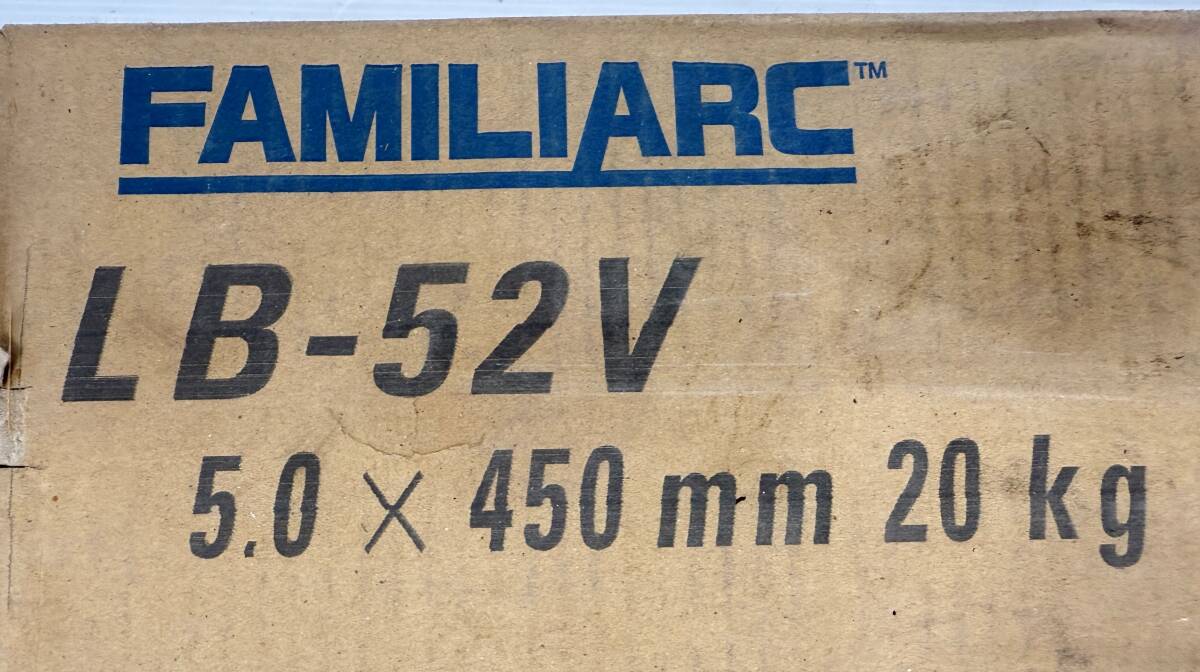 FAMILIARC™
LB-52V
5.0 × 450 mm 20 kg